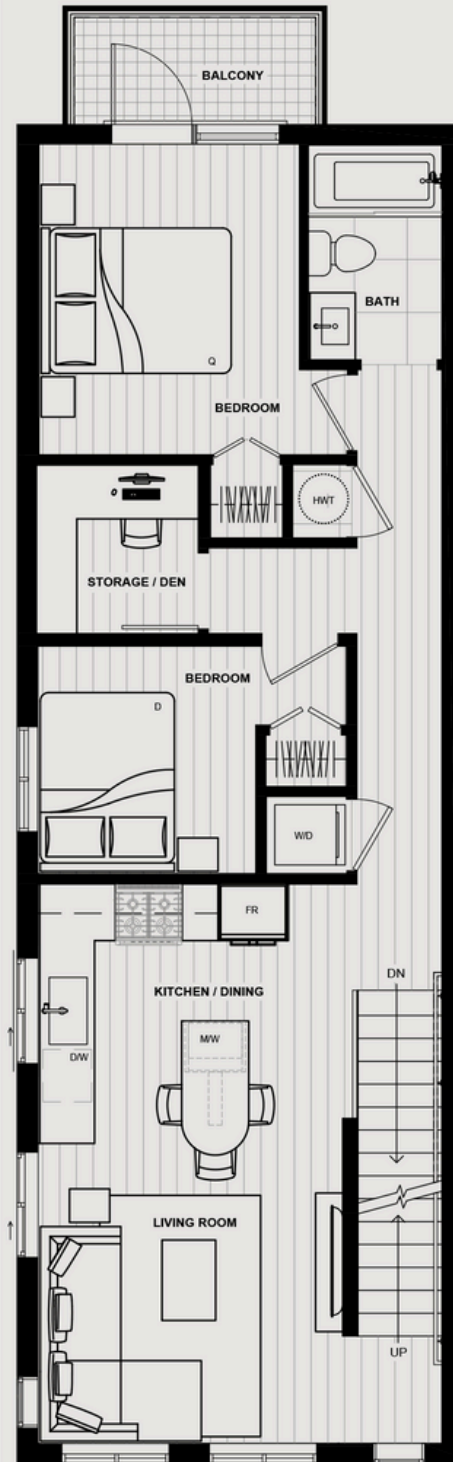 BALCONY
BATH
Q
BEDROOM
HWT
STORAGE / DEN
BEDROOM
D
W/D
FR
DN
KITCHEN / DINING
M/W
D/W
LIVING ROOM
UP